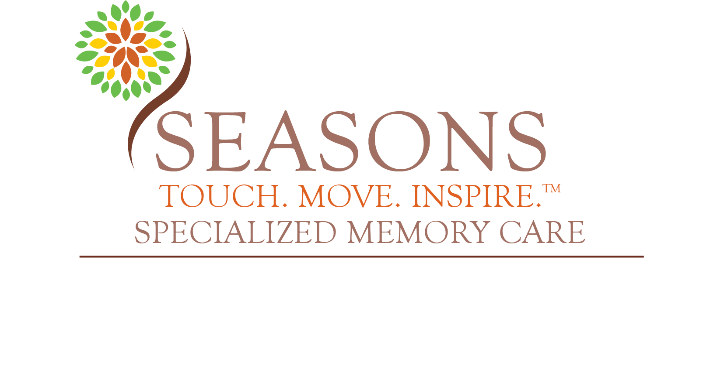 SEASONS
TOUCH. MOVE. INSPIRE.™
SPECIALIZED MEMORY CARE